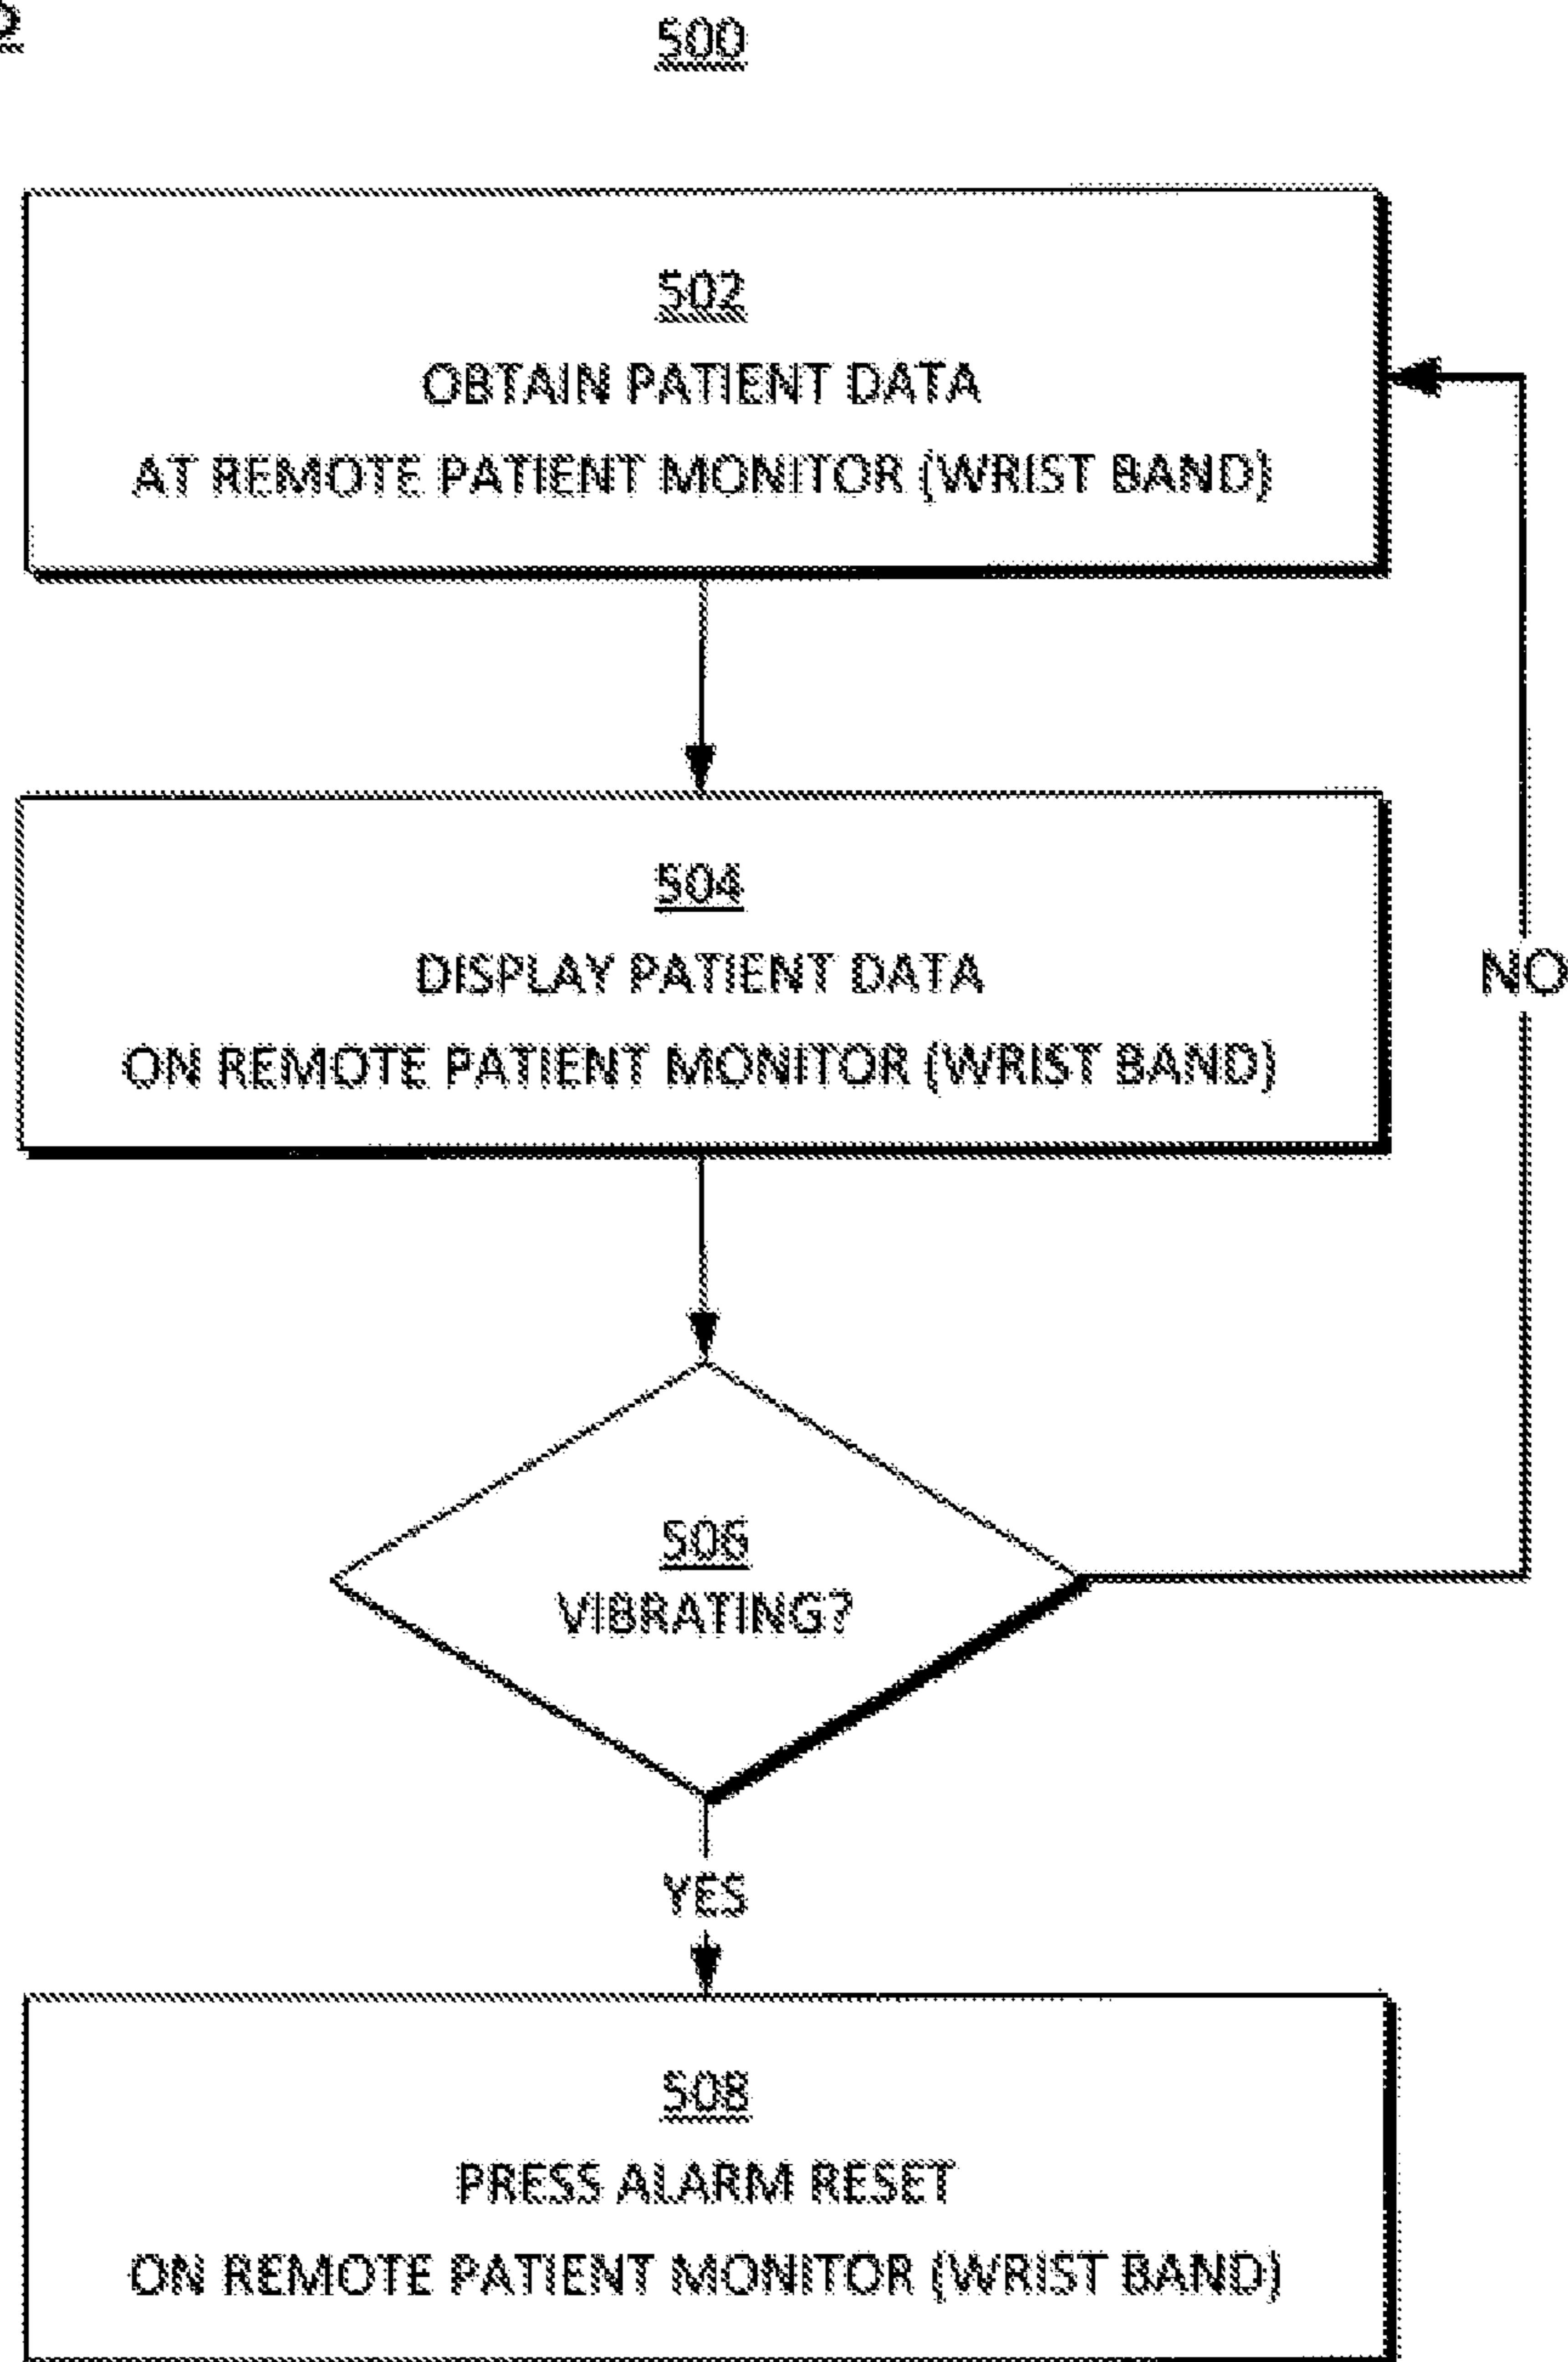 500
502
OBTAIN PATIENT DATA
AT REMOTE PATIENT MONITOR (WRIST BAND)
504
DISPLAY PATIENT DATA
ON REMOTE PATIENT MONITOR (WRIST BAND)
NO
506
VIBRATING?
YES
508
PRESS ALARM RESET
ON REMOTE PATIENT MONITOR (WRIST BAND)